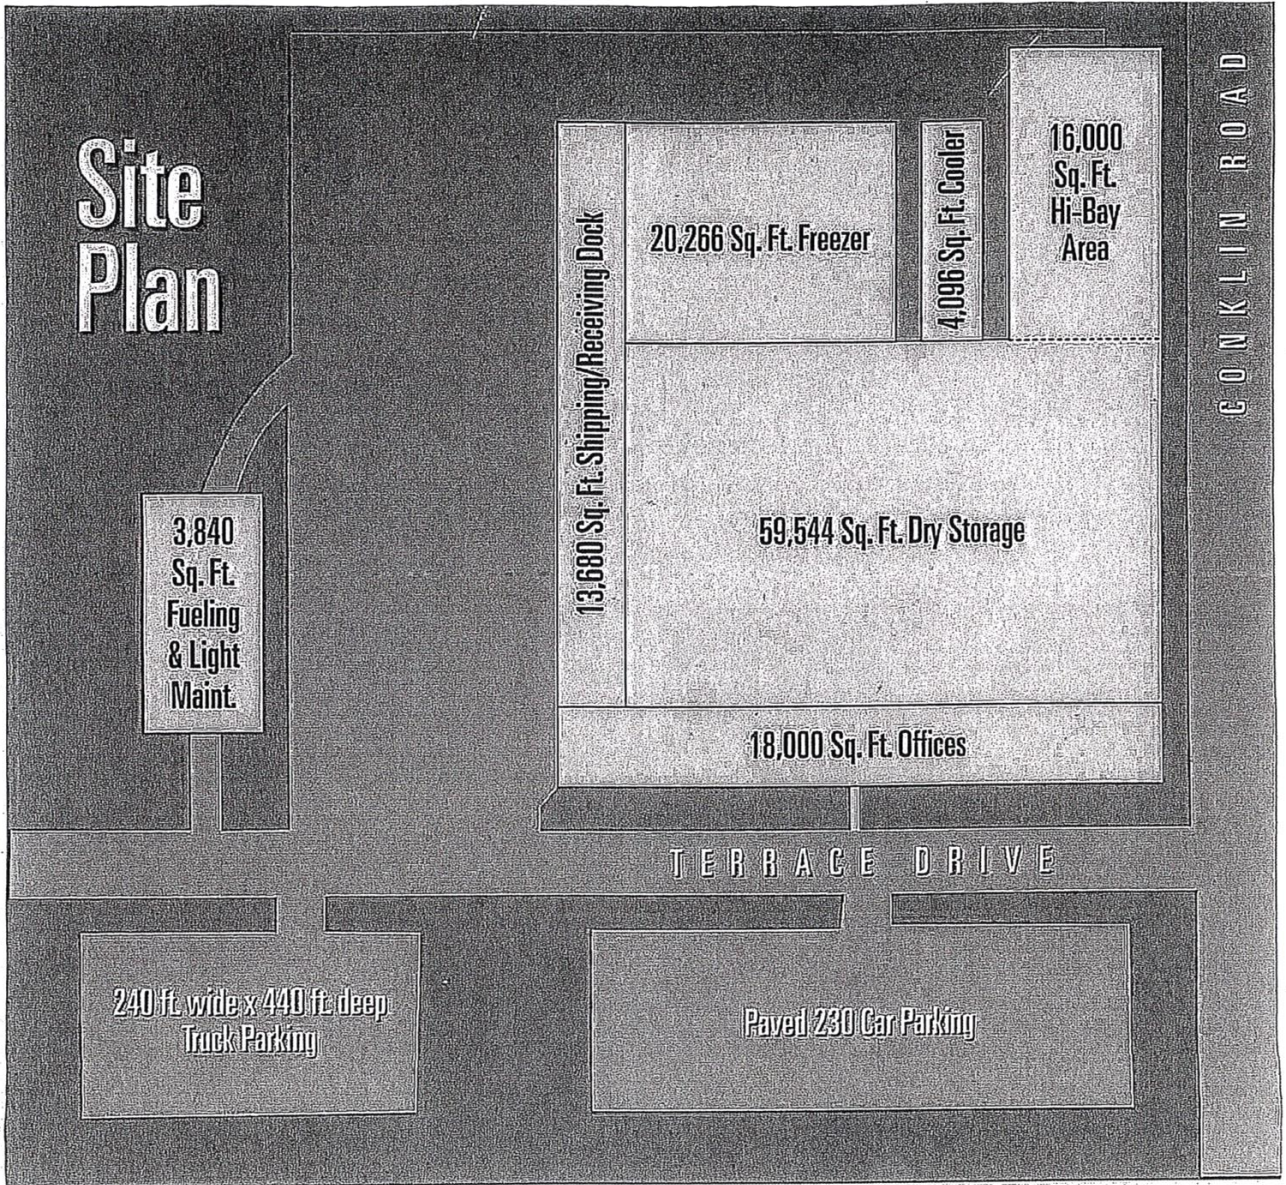 Site
Plan
13,680 Sq. Ft. Shipping/Receiving Dock
20,266 Sq. Ft. Freezer
4,096 Sq. Ft. Cooler
16,000
Sq. Ft.
Hi-Bay
Area
CONKLIN ROAD
59,544 Sq. Ft. Dry Storage
3,840
Sq. Ft.
Fueling
& Light
Maint.
18,000 Sq. Ft. Offices
TERRACE DRIVE
240 ft. wide x 440 ft. deep
Truck Parking
Paved 230 Car Parking